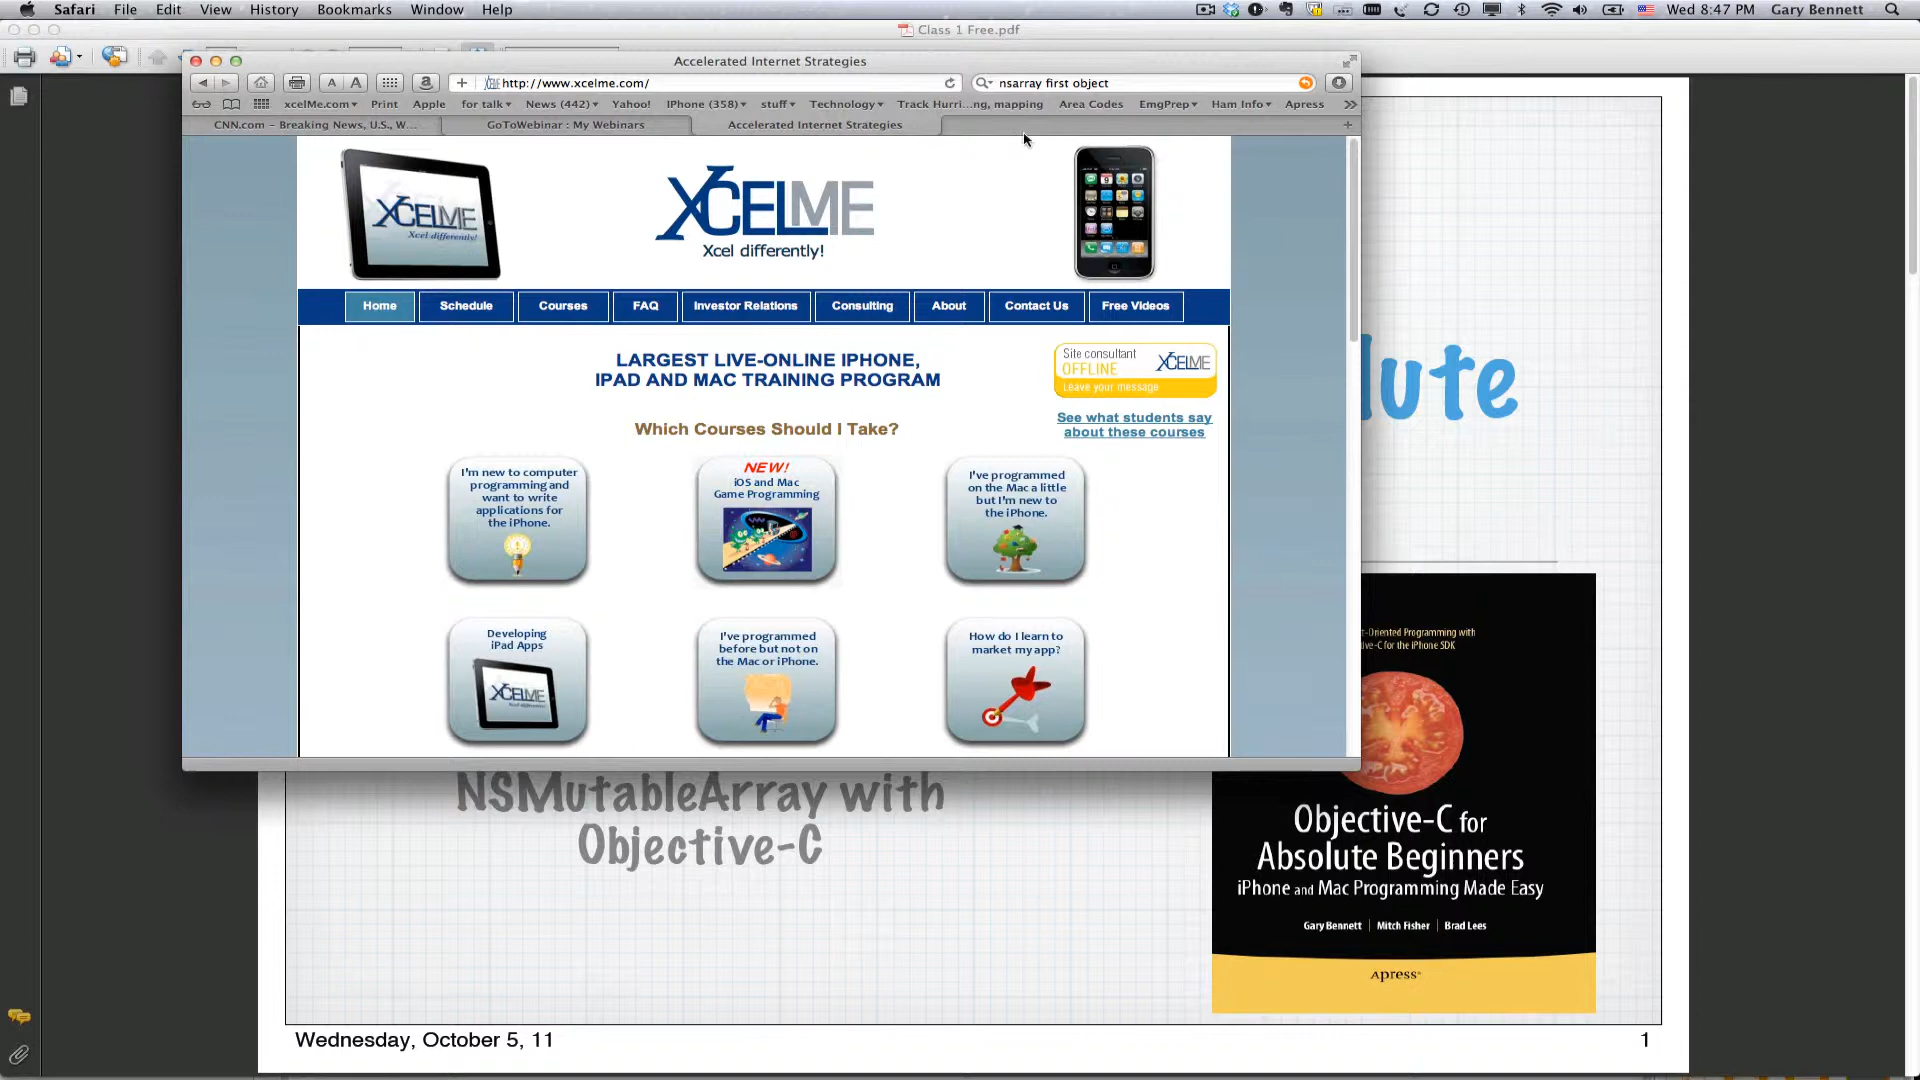 Safari File Edit View History Bookmarks Window Help
Wed 8:47 PM Gary Bennett
Class 1 Free.pdf
Accelerated Internet Strategies
http://www.xcelme.com/
nsarray first object
xcelMe.com Print Apple for talk News (442) Yahoo! IPhone (358) stuff Technology Track Hurri...ng, mapping Area Codes EmgPrep Ham Info Apress
CNN.com – Breaking News, U.S., W...
GoToWebinar : My Webinars
Accelerated Internet Strategies
XCELME
Xcel differently!
XCELME
Xcel differently!
Home Schedule Courses FAQ Investor Relations Consulting About Contact Us Free Videos
LARGEST LIVE-ONLINE IPHONE,
IPAD AND MAC TRAINING PROGRAM
Site consultant
OFFLINE
XCELME
Leave your message
See what students say
about these courses
Which Courses Should I Take?
I'm new to computer
programming and
want to write
applications for
the iPhone.
NEW!
iOS and Mac
Game Programming
I've programmed
on the Mac a little
but I'm new to
the iPhone.
Developing
iPad Apps
XCELME
I've programmed
before but not on
the Mac or iPhone.
How do I learn to
market my app?
lute
NSMutableArray with
Objective-C
t-Oriented Programming with
ive-C for the iPhone SDK
Objective-C for
Absolute Beginners
iPhone and Mac Programming Made Easy
Gary Bennett | Mitch Fisher | Brad Lees
Apress®
Wednesday, October 5, 11
1